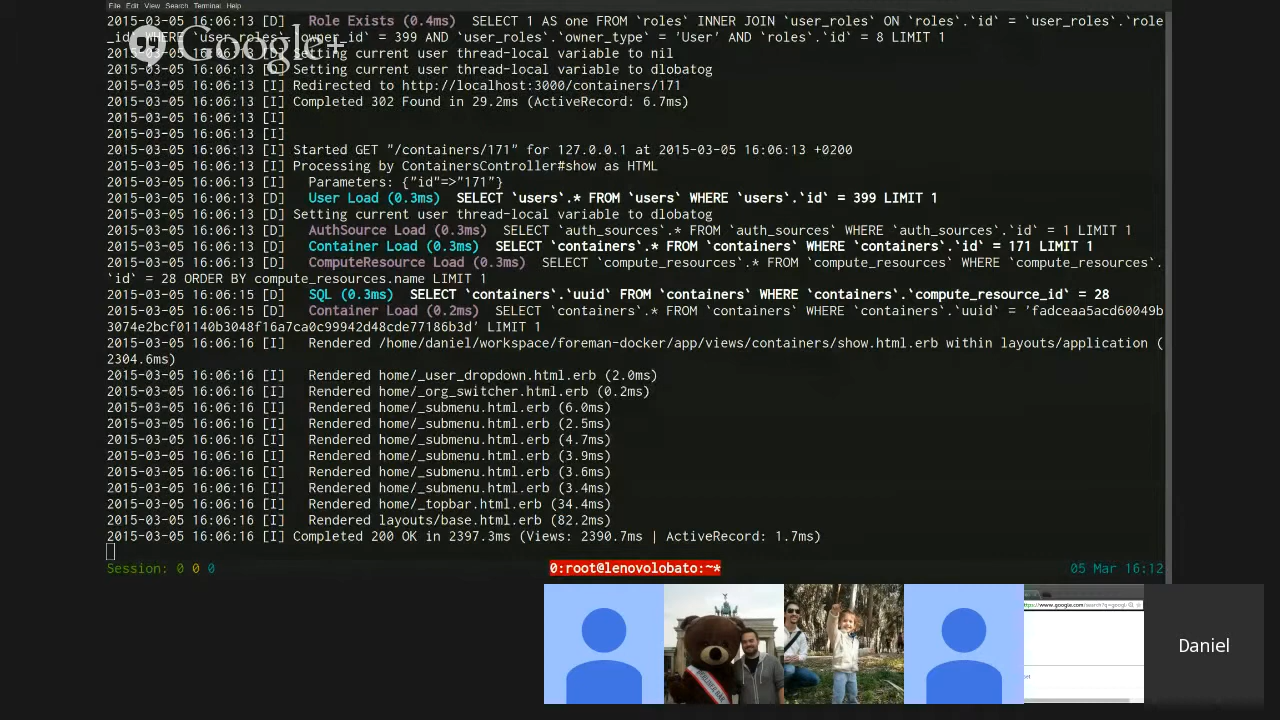 File Edit View Search Terminal Help
2015-03-05 16:06:13 [D]   Role Exists (0.4ms)  SELECT 1 AS one FROM `roles` INNER JOIN `user_roles` ON `roles`.`id` = `user_roles`.`role
_id` WHERE `user_roles`.`owner_id` = 399 AND `user_roles`.`owner_type` = 'User' AND `roles`.`id` = 8 LIMIT 1
Google+
2015-03-05 16:06:13 [D] Setting current user thread-local variable to nil
2015-03-05 16:06:13 [D] Setting current user thread-local variable to dlobatog
2015-03-05 16:06:13 [I] Redirected to http://localhost:3000/containers/171
2015-03-05 16:06:13 [I] Completed 302 Found in 29.2ms (ActiveRecord: 6.7ms)
2015-03-05 16:06:13 [I]
2015-03-05 16:06:13 [I]
2015-03-05 16:06:13 [I] Started GET "/containers/171" for 127.0.0.1 at 2015-03-05 16:06:13 +0200
2015-03-05 16:06:13 [I] Processing by ContainersController#show as HTML
2015-03-05 16:06:13 [I]   Parameters: {"id"=>"171"}
2015-03-05 16:06:13 [D]   User Load (0.3ms)  SELECT `users`.* FROM `users` WHERE `users`.`id` = 399 LIMIT 1
2015-03-05 16:06:13 [D] Setting current user thread-local variable to dlobatog
2015-03-05 16:06:13 [D]   AuthSource Load (0.3ms)  SELECT `auth_sources`.* FROM `auth_sources` WHERE `auth_sources`.`id` = 1 LIMIT 1
2015-03-05 16:06:13 [D]   Container Load (0.3ms)  SELECT `containers`.* FROM `containers` WHERE `containers`.`id` = 171 LIMIT 1
2015-03-05 16:06:13 [D]   ComputeResource Load (0.3ms)  SELECT `compute_resources`.* FROM `compute_resources` WHERE `compute_resources`.
`id` = 28 ORDER BY compute_resources.name LIMIT 1
2015-03-05 16:06:15 [D]   SQL (0.3ms)  SELECT `containers`.`uuid` FROM `containers` WHERE `containers`.`compute_resource_id` = 28
2015-03-05 16:06:15 [D]   Container Load (0.2ms)  SELECT `containers`.* FROM `containers` WHERE `containers`.`uuid` = 'fadceaa5acd60049b
3074e2bcf01140b3048f16a7ca0c99942d48cde77186b3d' LIMIT 1
2015-03-05 16:06:16 [I]   Rendered /home/daniel/workspace/foreman-docker/app/views/containers/show.html.erb within layouts/application (
2304.6ms)
2015-03-05 16:06:16 [I]   Rendered home/_user_dropdown.html.erb (2.0ms)
2015-03-05 16:06:16 [I]   Rendered home/_org_switcher.html.erb (0.2ms)
2015-03-05 16:06:16 [I]   Rendered home/_submenu.html.erb (6.0ms)
2015-03-05 16:06:16 [I]   Rendered home/_submenu.html.erb (2.5ms)
2015-03-05 16:06:16 [I]   Rendered home/_submenu.html.erb (4.7ms)
2015-03-05 16:06:16 [I]   Rendered home/_submenu.html.erb (3.9ms)
2015-03-05 16:06:16 [I]   Rendered home/_submenu.html.erb (3.6ms)
2015-03-05 16:06:16 [I]   Rendered home/_submenu.html.erb (3.4ms)
2015-03-05 16:06:16 [I]   Rendered home/_topbar.html.erb (34.4ms)
2015-03-05 16:06:16 [I]   Rendered layouts/base.html.erb (82.2ms)
2015-03-05 16:06:16 [I] Completed 200 OK in 2397.3ms (Views: 2390.7ms | ActiveRecord: 1.7ms)
Session: 0 0 0 0:root@lenovolobato:~* 05 Mar 16:12
Daniel